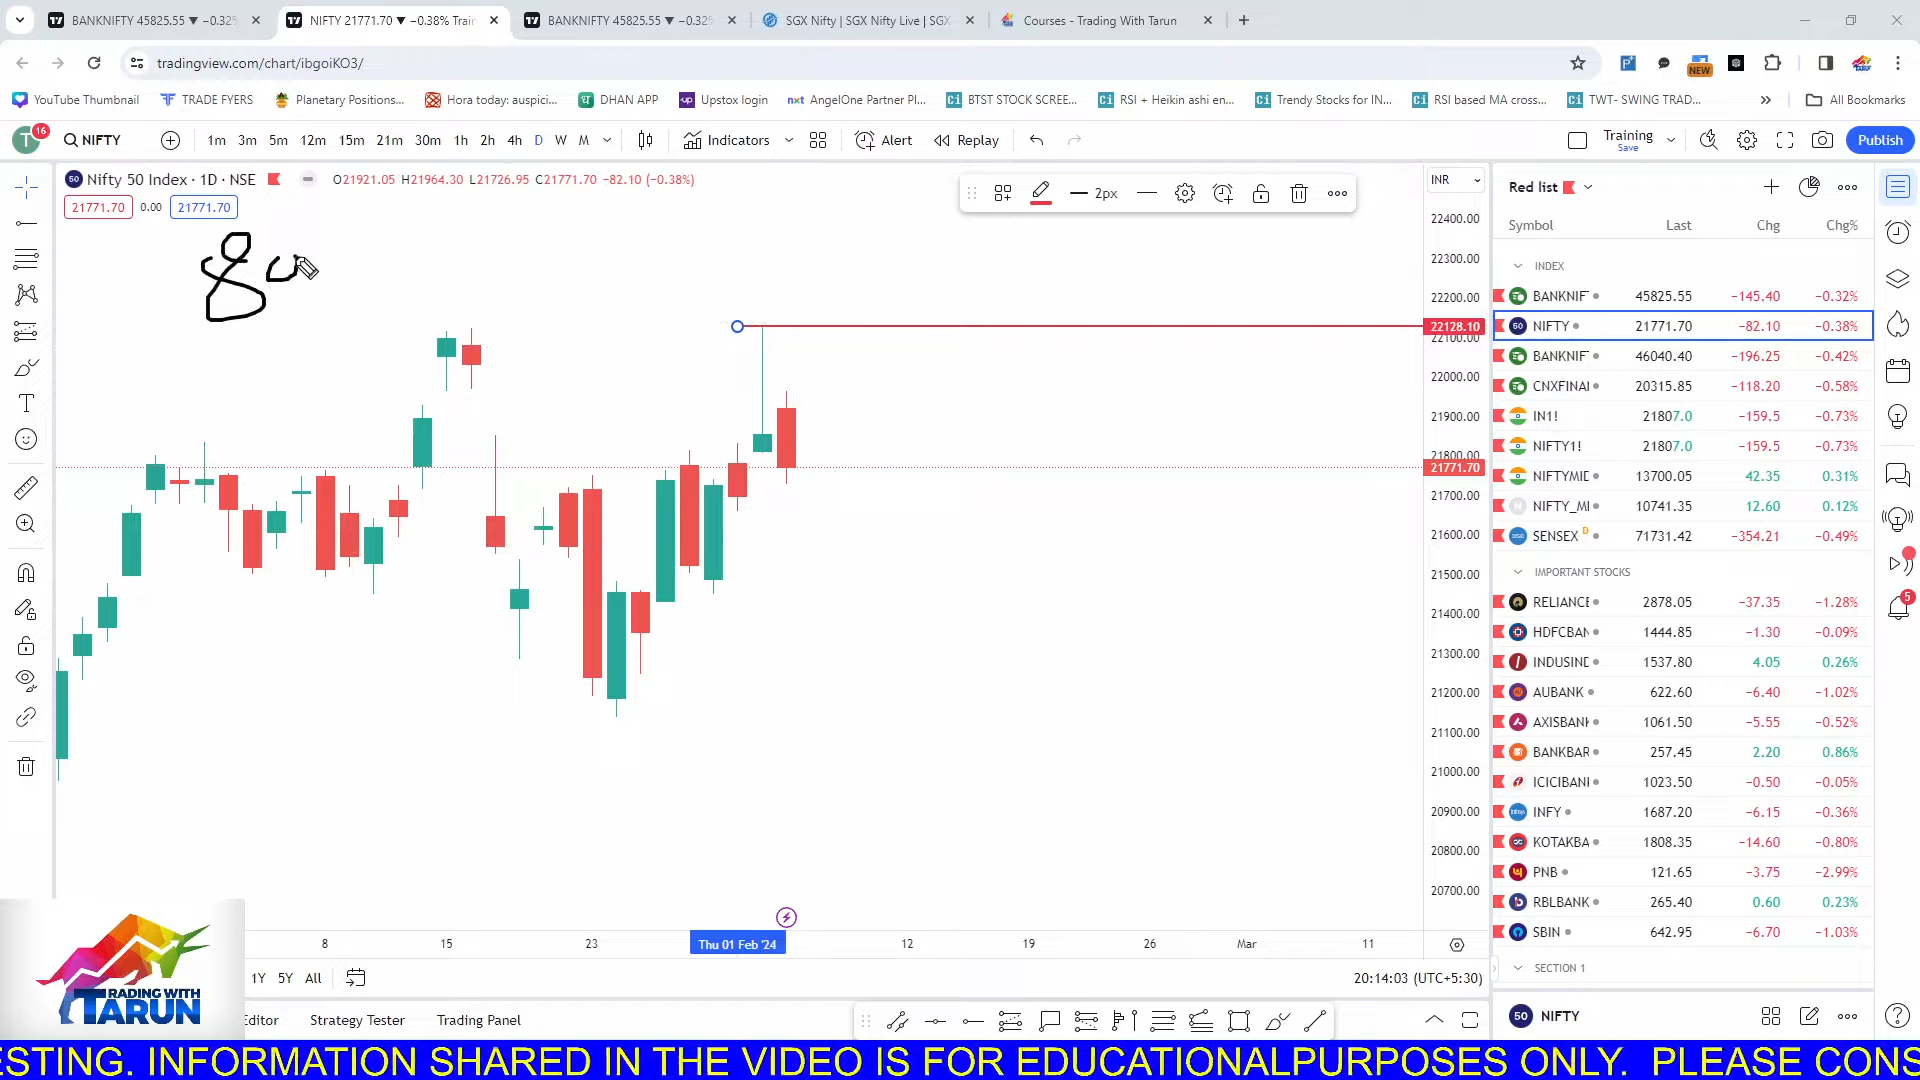 BANKNIFTY 45825.55 ▼ −0.32% NIFTY 21771.70 ▼ −0.38% Train BANKNIFTY 45825.55 ▼ −0.32% SGX Nifty | SGX Nifty Live | SGX Courses - Trading With Tarun
tradingview.com/chart/ibgoiKO3/ NEW
YouTube Thumbnail TRADE FYERS Planetary Positions... Hora today: auspici... DHAN APP Upstox login AngelOne Partner Pl... BTST STOCK SCREE... RSI + Heikin ashi en... Trendy Stocks for IN... RSI based MA cross... TWT- SWING TRAD... » All Bookmarks
T 16 NIFTY 1m 3m 5m 12m 15m 21m 30m 1h 2h 4h D W M Indicators Alert Replay Training Save Publish
50 Nifty 50 Index · 1D · NSE O21921.05 H21964.30 L21726.95 C21771.70 −82.10 (−0.38%) 2px INR
21771.70 0.00 21771.70
22400.00
22300.00
22200.00
22128.10
22100.00
22000.00
21900.00
21800.00
21771.70
21700.00
21600.00
21500.00
21400.00
21300.00
21200.00
21100.00
21000.00
20900.00
20800.00
20700.00
8 15 23 Thu 01 Feb '24 12 19 26 Mar 11
1Y 5Y All 20:14:03 (UTC+5:30)
Editor Strategy Tester Trading Panel
Red list
Symbol Last Chg Chg%
INDEX
BANKNIF 45825.55 −145.40 −0.32%
50 NIFTY 21771.70 −82.10 −0.38%
BANKNIF 46040.40 −196.25 −0.42%
CNXFINAI 20315.85 −118.20 −0.58%
IN1! 21807.0 −159.5 −0.73%
NIFTY1! 21807.0 −159.5 −0.73%
NIFTYMID 13700.05 42.35 0.31%
NIFTY_MI 10741.35 12.60 0.12%
SENSEX D 71731.42 −354.21 −0.49%
IMPORTANT STOCKS
RELIANCE 2878.05 −37.35 −1.28%
HDFCBAN 1444.85 −1.30 −0.09%
INDUSINE 1537.80 4.05 0.26%
AUBANK 622.60 −6.40 −1.02%
AXISBANK 1061.50 −5.55 −0.52%
BANKBAR 257.45 2.20 0.86%
ICICIBANI 1023.50 −0.50 −0.05%
INFY 1687.20 −6.15 −0.36%
KOTAKBA 1808.35 −14.60 −0.80%
PNB 121.65 −3.75 −2.99%
RBLBANK 265.40 0.60 0.23%
SBIN 642.95 −6.70 −1.03%
SECTION 1
50 NIFTY
5
TRADING WITH
TARUN
ESTING. INFORMATION SHARED IN THE VIDEO IS FOR EDUCATIONALPURPOSES ONLY. PLEASE CONS